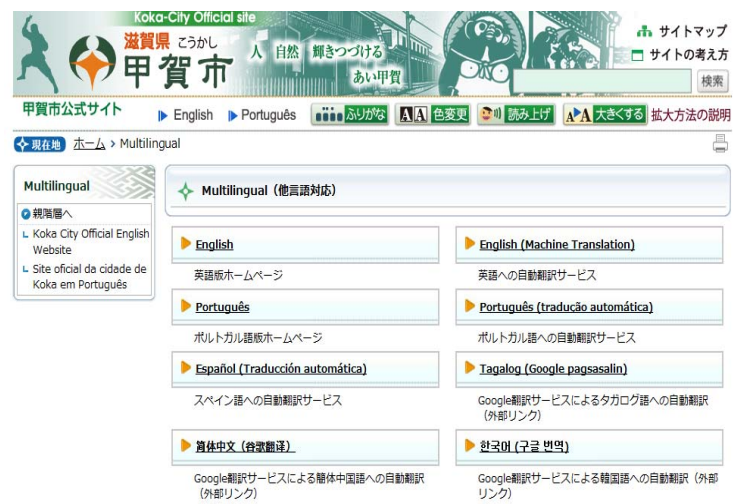 Koka-City Official site
滋賀県 こうかし
甲賀市
人 自然 輝きつづける
あい甲賀
サイトマップ
サイトの考え方
検索
甲賀市公式サイト
English
Português
ふりがな
AA 色変更
読み上げ
AA 大きくする
拡大方法の説明
現在地 ホーム > Multilingual
Multilingual
親階層へ
Koka City Official English
Website
Site oficial da cidade de
Koka em Português
Multilingual（他言語対応）
English
英語版ホームページ
English (Machine Translation)
英語への自動翻訳サービス
Português
ポルトガル語版ホームページ
Português (tradução automática)
ポルトガル語への自動翻訳サービス
Español (Traducción automática)
スペイン語への自動翻訳サービス
Tagalog (Google pagsasalin)
Google翻訳サービスによるタガログ語への自動翻訳
（外部リンク）
简体中文（谷歌翻译）
Google翻訳サービスによる簡体中国語への自動翻訳
（外部リンク）
한국어 (구글 번역)
Google翻訳サービスによる韓国語への自動翻訳（外部
リンク）